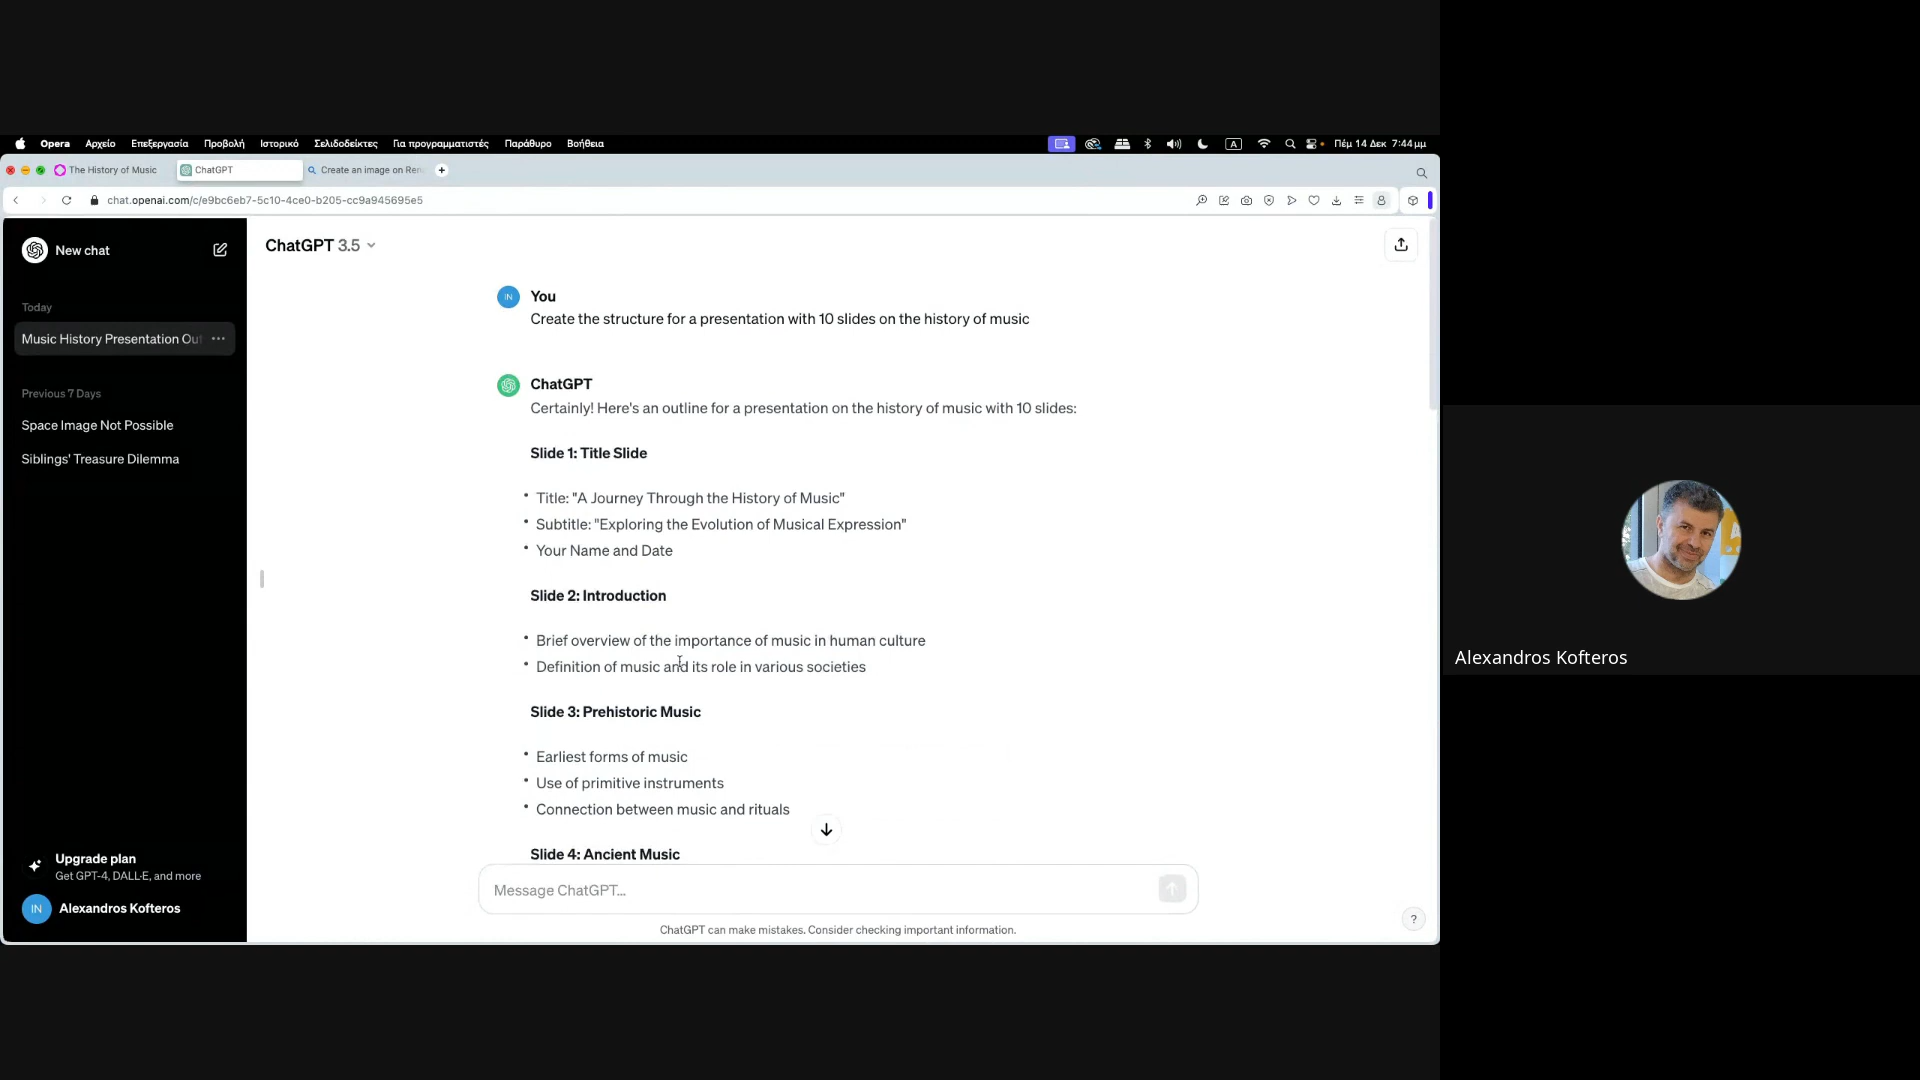 Opera Αρχείο Επεξεργασία Προβολή Ιστορικό Σελιδοδείκτες Για προγραμματιστές Παράθυρο Βοήθεια A Πέμ 14 Δεκ 7:44 μμ
The History of Music ChatGPT Create an image on Ren
chat.openai.com/c/e9bc6eb7-5c10-4ce0-b205-cc9a945695e5
New chat
Today
Music History Presentation Out
Previous 7 Days
Space Image Not Possible
Siblings' Treasure Dilemma
Upgrade plan
Get GPT-4, DALL·E, and more
IN Alexandros Kofteros
ChatGPT 3.5
IN You
Create the structure for a presentation with 10 slides on the history of music
ChatGPT
Certainly! Here's an outline for a presentation on the history of music with 10 slides:
Slide 1: Title Slide
• Title: "A Journey Through the History of Music"
• Subtitle: "Exploring the Evolution of Musical Expression"
• Your Name and Date
Slide 2: Introduction
• Brief overview of the importance of music in human culture
• Definition of music and its role in various societies
Slide 3: Prehistoric Music
• Earliest forms of music
• Use of primitive instruments
• Connection between music and rituals
Slide 4: Ancient Music
Message ChatGPT...
ChatGPT can make mistakes. Consider checking important information.
?
Alexandros Kofteros